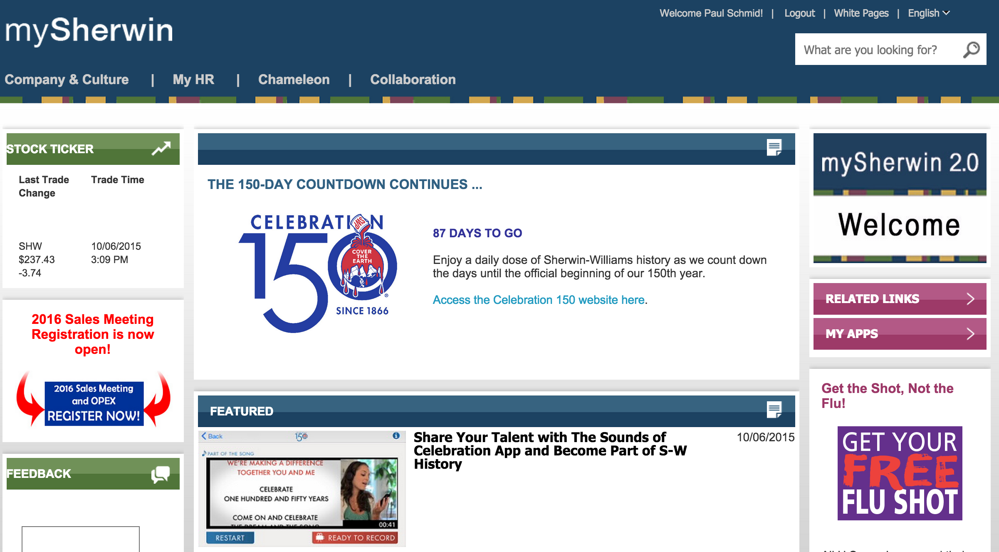 Welcome Paul Schmid! | Logout | White Pages | English
mySherwin
What are you looking for?
Company & Culture | My HR | Chameleon | Collaboration
STOCK TICKER
Last Trade Trade Time
Change
SHW 10/06/2015
$237.43 3:09 PM
-3.74
2016 Sales Meeting
Registration is now
open!
2016 Sales Meeting
and OPEX
REGISTER NOW!
FEEDBACK
THE 150-DAY COUNTDOWN CONTINUES ...
CELEBRATION
150
SWP
COVER
THE
EARTH
®
SINCE 1866
87 DAYS TO GO
Enjoy a daily dose of Sherwin-Williams history as we count down
the days until the official beginning of our 150th year.
Access the Celebration 150 website here.
FEATURED
Back 150
PART OF THE SONG
WE'RE MAKING A DIFFERENCE
TOGETHER YOU AND ME
CELEBRATE
ONE HUNDRED AND FIFTY YEARS
COME ON AND CELEBRATE
THE DREAM AND THE SONG
00:41
RESTART READY TO RECORD
Share Your Talent with The Sounds of
Celebration App and Become Part of S-W
History
10/06/2015
mySherwin 2.0
Welcome
RELATED LINKS
MY APPS
Get the Shot, Not the
Flu!
GET YOUR
FREE
FLU SHOT